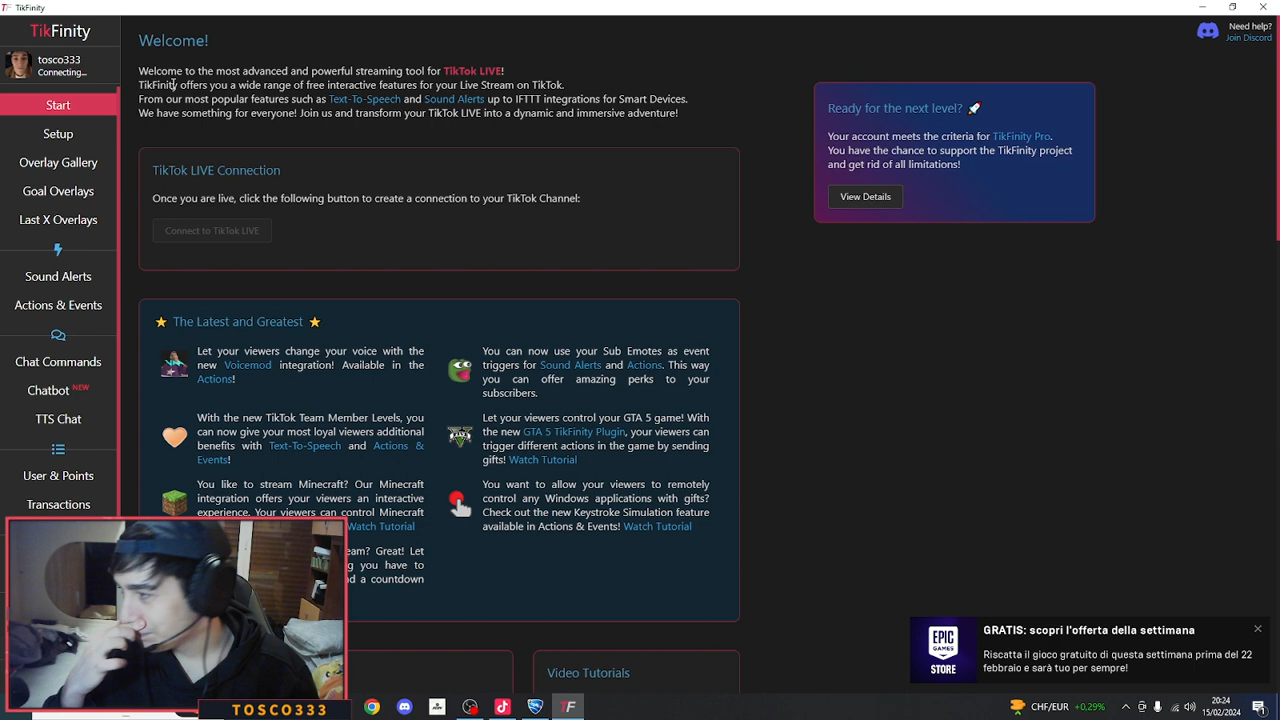 TikFinity
TikFinity
tosco333
Connecting...
Start
Setup
Overlay Gallery
Goal Overlays
Last X Overlays
Sound Alerts
Actions & Events
Chat Commands
Chatbot NEW
TTS Chat
User & Points
Transactions
Welcome!
Welcome to the most advanced and powerful streaming tool for TikTok LIVE!
TikFinity offers you a wide range of free interactive features for your Live Stream on TikTok.
From our most popular features such as Text-To-Speech and Sound Alerts up to IFTTT integrations for Smart Devices.
We have something for everyone! Join us and transform your TikTok LIVE into a dynamic and immersive adventure!
TikTok LIVE Connection
Once you are live, click the following button to create a connection to your TikTok Channel:
Connect to TikTok LIVE
The Latest and Greatest
Let your viewers change your voice with the
new Voicemod integration! Available in the
Actions!
With the new TikTok Team Member Levels, you
can now give your most loyal viewers additional
benefits with Text-To-Speech and Actions &
Events!
You like to stream Minecraft? Our Minecraft
integration offers your viewers an interactive
experience. Your viewers can control Minecraft
Watch Tutorial
eam? Great! Let
g you have to
d a countdown
You can now use your Sub Emotes as event
triggers for Sound Alerts and Actions. This way
you can offer amazing perks to your
subscribers.
Let your viewers control your GTA 5 game! With
the new GTA 5 TikFinity Plugin, your viewers can
trigger different actions in the game by sending
gifts! Watch Tutorial
You want to allow your viewers to remotely
control any Windows applications with gifts?
Check out the new Keystroke Simulation feature
available in Actions & Events! Watch Tutorial
Video Tutorials
Need help?
Join Discord
Ready for the next level?
Your account meets the criteria for TikFinity Pro.
You have the chance to support the TikFinity project
and get rid of all limitations!
View Details
EPIC
GAMES
STORE
GRATIS: scopri l'offerta della settimana
Riscatta il gioco gratuito di questa settimana prima del 22
febbraio e sarà tuo per sempre!
TOSCO333
CHF/EUR +0,29%
20:24
15/02/2024